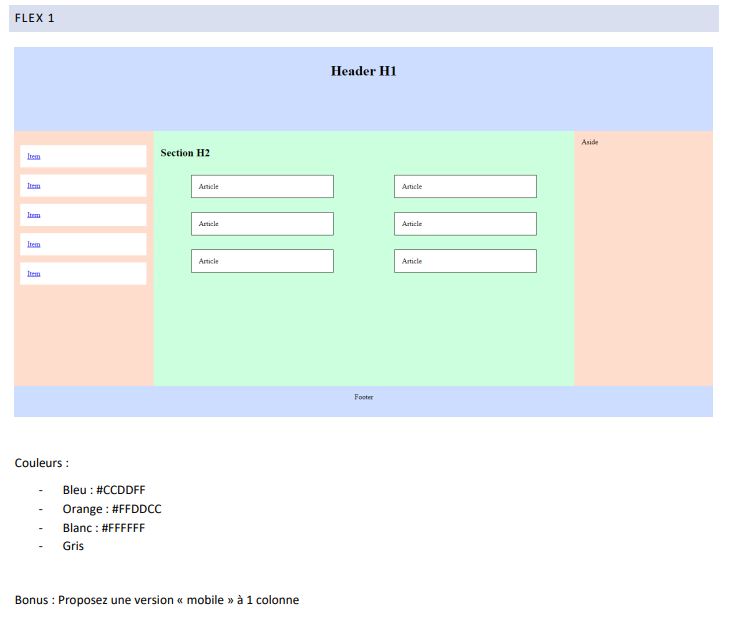 FLEX 1
Header H1
Item
Item
Item
Item
Item
Section H2
Article
Article
Article
Article
Article
Article
Aside
Footer
Couleurs :
- Bleu : #CCDDFF
- Orange : #FFDDCC
- Blanc : #FFFFFF
- Gris
Bonus : Proposez une version « mobile » à 1 colonne